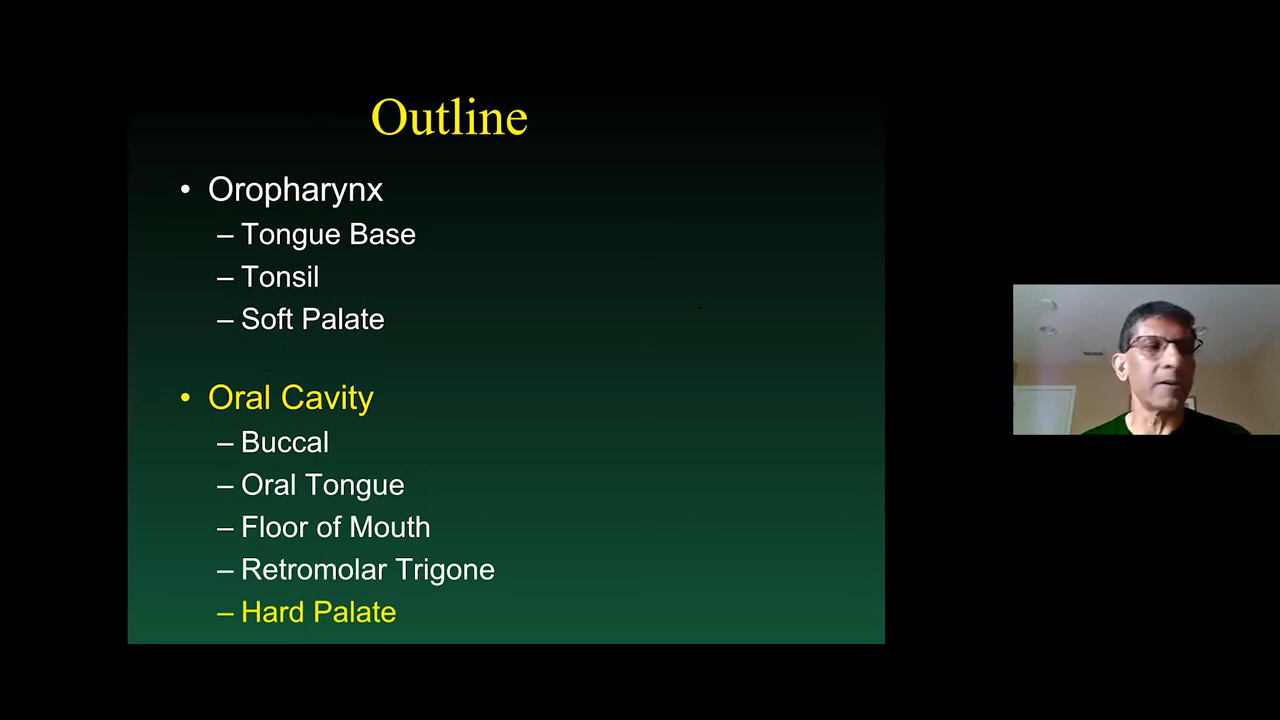 Outline
• Oropharynx
– Tongue Base
– Tonsil
– Soft Palate
• Oral Cavity
– Buccal
– Oral Tongue
– Floor of Mouth
– Retromolar Trigone
– Hard Palate